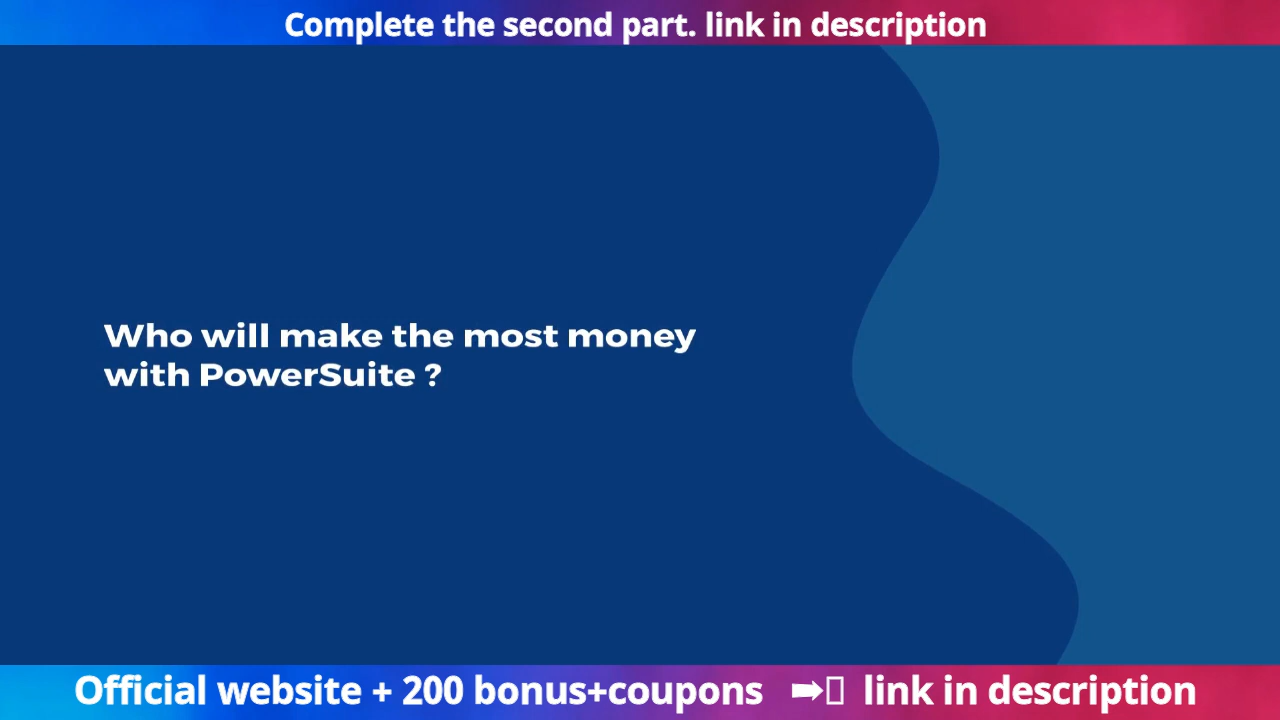 Complete the second part. link in description
Who will make the most money
with PowerSuite ?
Official website + 200 bonus+coupons ➡ link in description